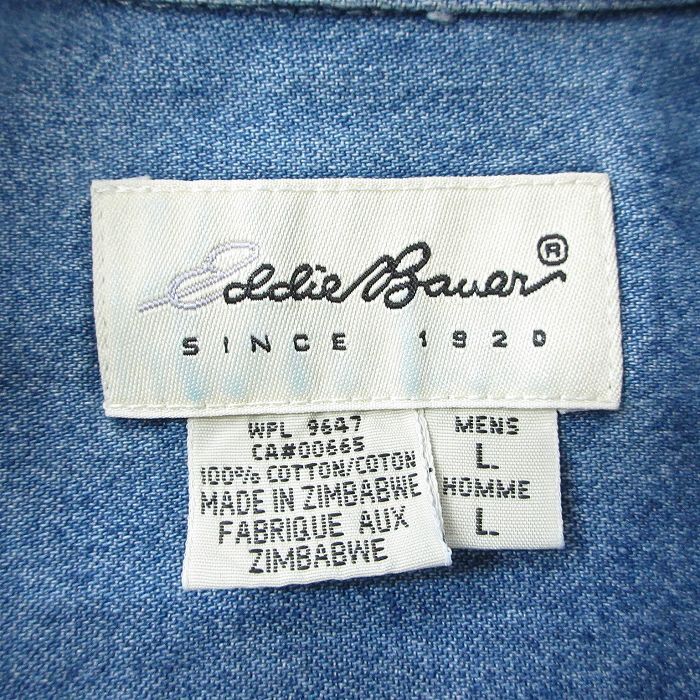 Eddie Bauer®
SINCE 1920
WPL 9647
CA#00665
100% COTTON/COTON
MADE IN ZIMBABWE
FABRIQUE AUX
ZIMBABWE
MENS
L
HOMME
L